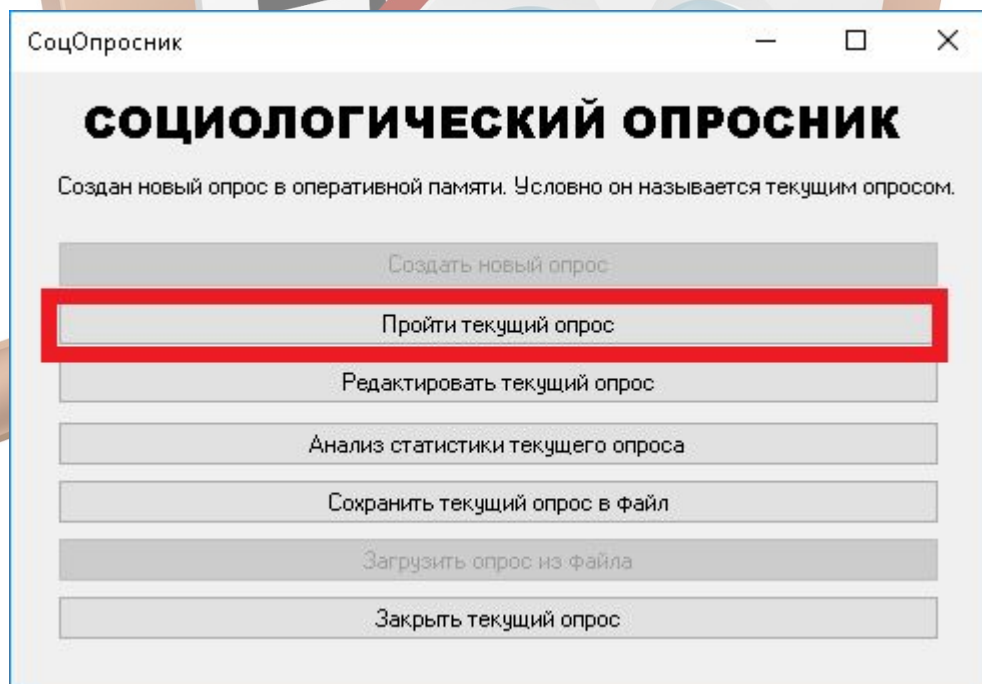 СоцОпросник
СОЦИОЛОГИЧЕСКИЙ ОПРОСНИК
Создан новый опрос в оперативной памяти. Условно он называется текущим опросом.
Создать новый опрос
Пройти текущий опрос
Редактировать текущий опрос
Анализ статистики текущего опроса
Сохранить текущий опрос в файл
Загрузить опрос из файла
Закрыть текущий опрос